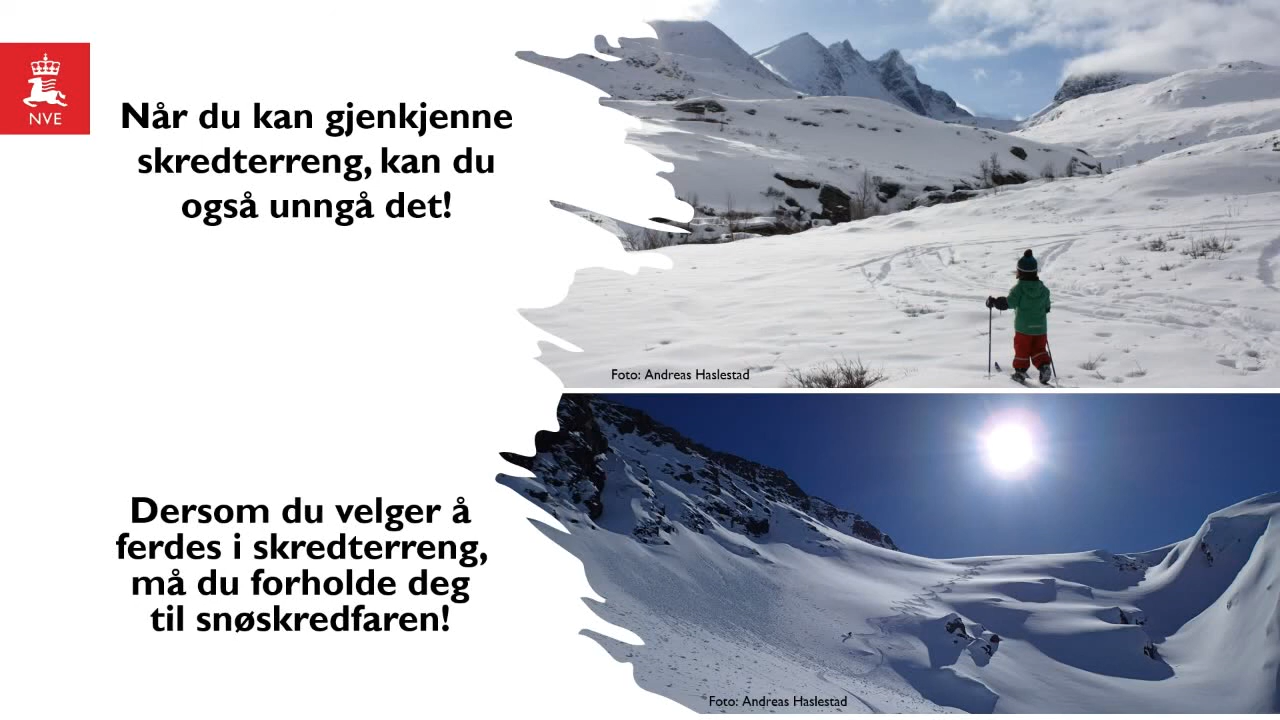 NVE
Når du kan gjenkjenne
skredterreng, kan du
også unngå det!
Foto: Andreas Haslestad
Dersom du velger å
ferdes i skredterreng,
må du forholde deg
til snøskredfaren!
Foto: Andreas Haslestad